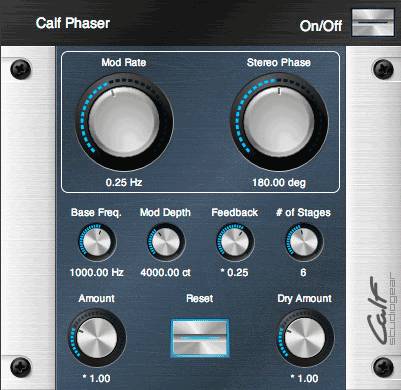 Calf Phaser
On/Off
Mod Rate
Stereo Phase
0.25 Hz
180.00 deg
Base Freq.
Mod Depth
Feedback
# of Stages
1000.00 Hz
4000.00 ct
* 0.25
6
Amount
Reset
Dry Amount
* 1.00
* 1.00
Calf
studiogear